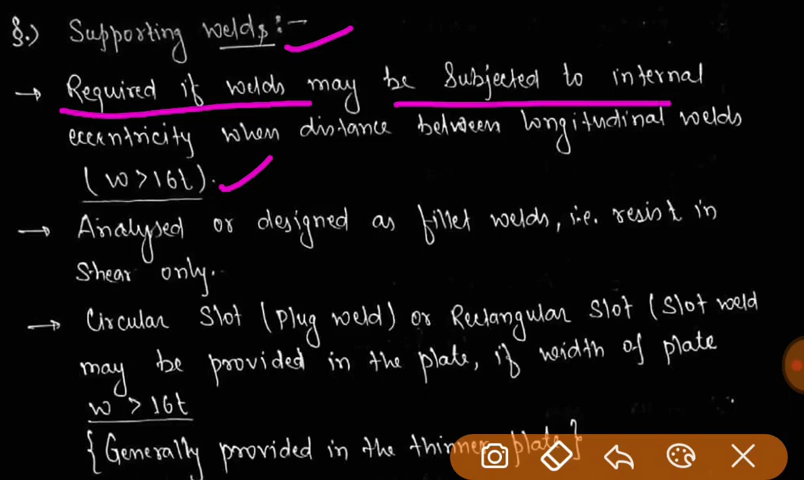 §.) Supporting welds:-
→ Required if welds may be Subjected to internal
eccentricity when distance between longitudinal welds
(w>16t).
→ Analysed or designed as fillet welds, i.e. resist in
Shear only.
→ Circular Slot (Plug weld) or Rectangular Slot (Slot weld
may be provided in the plate, if width of plate
w > 16t
{Generally provided in the thinner plate}